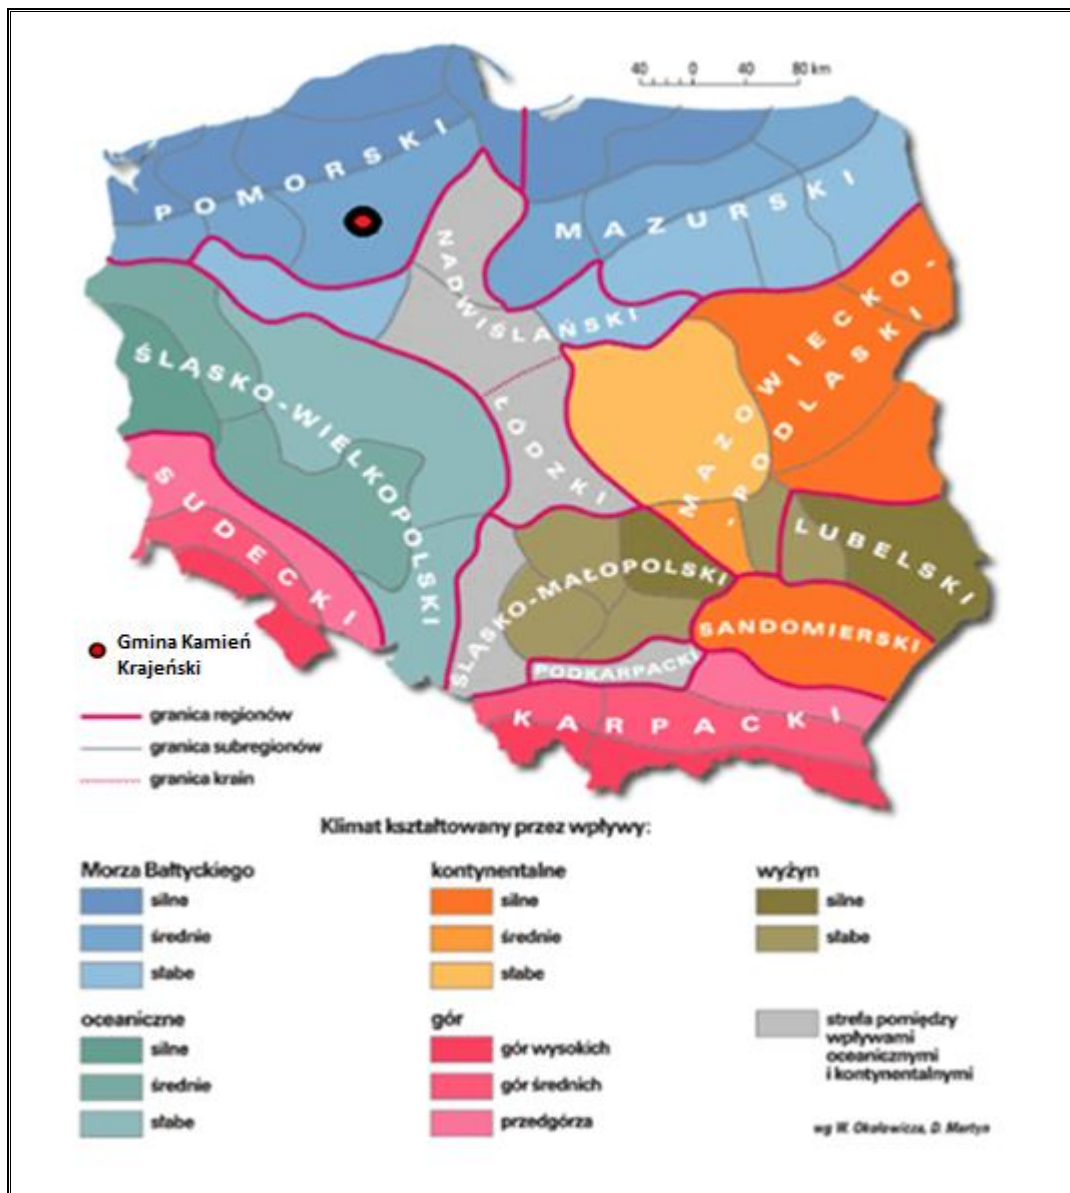 40 0 40 80 km
POMORSKI
MAZURSKI
NADWIŚLAŃSKI
MAZOWIECKO-
-PODLASKI
ŚLĄSKO-WIELKOPOLSKI
ŁÓDZKI
SUDECKI
LUBELSKI
ŚLĄSKO-MAŁOPOLSKI
SANDOMIERSKI
PODKARPACKI
KARPACKI
Gmina Kamień
Krajeński
granica regionów
granica subregionów
granica krain
Klimat kształtowany przez wpływy:
Morza Bałtyckiego
silne
średnie
słabe
kontynentalne
silne
średnie
słabe
wyżyn
silne
słabe
oceaniczne
silne
średnie
słabe
gór
gór wysokich
gór średnich
przedgórza
strefa pomiędzy
wpływami
oceanicznymi
i kontynentalnymi
wg W. Okołowicza, D. Martyn